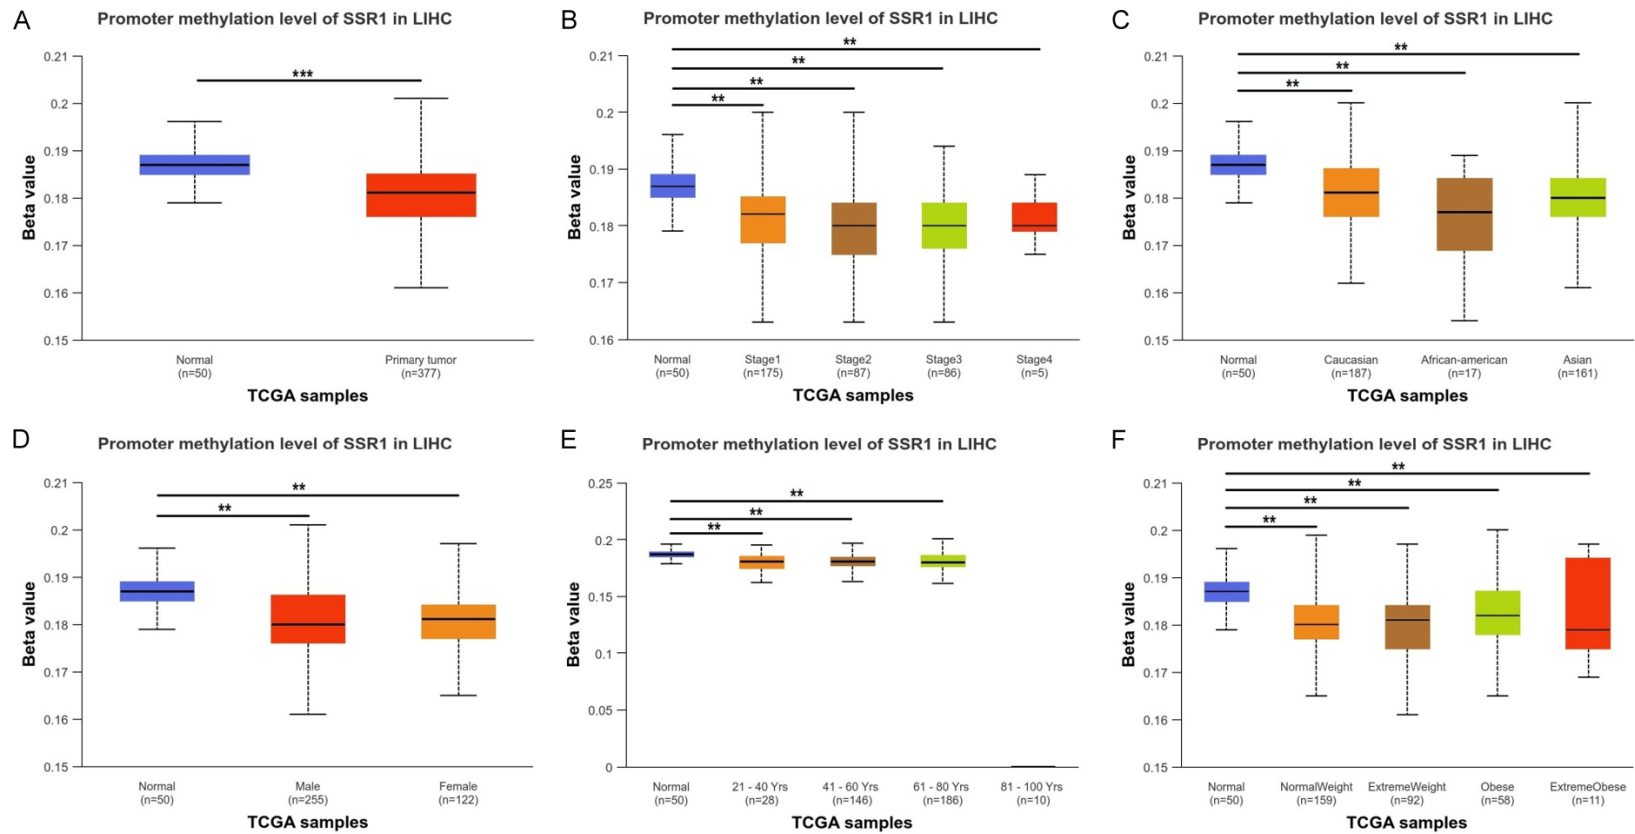 A
Promoter methylation level of SSR1 in LIHC
***
0.21
0.2
0.19
0.18
0.17
0.16
0.15
Beta value
Normal
(n=50)
Primary tumor
(n=377)
TCGA samples
B
Promoter methylation level of SSR1 in LIHC
**
**
**
**
0.21
0.2
0.19
0.18
0.17
0.16
Beta value
Normal
(n=50)
Stage1
(n=175)
Stage2
(n=87)
Stage3
(n=86)
Stage4
(n=5)
TCGA samples
C
Promoter methylation level of SSR1 in LIHC
**
**
**
0.21
0.2
0.19
0.18
0.17
0.16
0.15
Beta value
Normal
(n=50)
Caucasian
(n=187)
African-american
(n=17)
Asian
(n=161)
TCGA samples
D
Promoter methylation level of SSR1 in LIHC
**
**
0.21
0.2
0.19
0.18
0.17
0.16
0.15
Beta value
Normal
(n=50)
Male
(n=255)
Female
(n=122)
TCGA samples
E
Promoter methylation level of SSR1 in LIHC
**
**
**
0.25
0.2
0.15
0.1
0.05
0
Beta value
Normal
(n=50)
21 - 40 Yrs
(n=28)
41 - 60 Yrs
(n=146)
61 - 80 Yrs
(n=186)
81 - 100 Yrs
(n=10)
TCGA samples
F
Promoter methylation level of SSR1 in LIHC
**
**
**
**
0.21
0.2
0.19
0.18
0.17
0.16
0.15
Beta value
Normal
(n=50)
NormalWeight
(n=159)
ExtremeWeight
(n=92)
Obese
(n=58)
ExtremeObese
(n=11)
TCGA samples